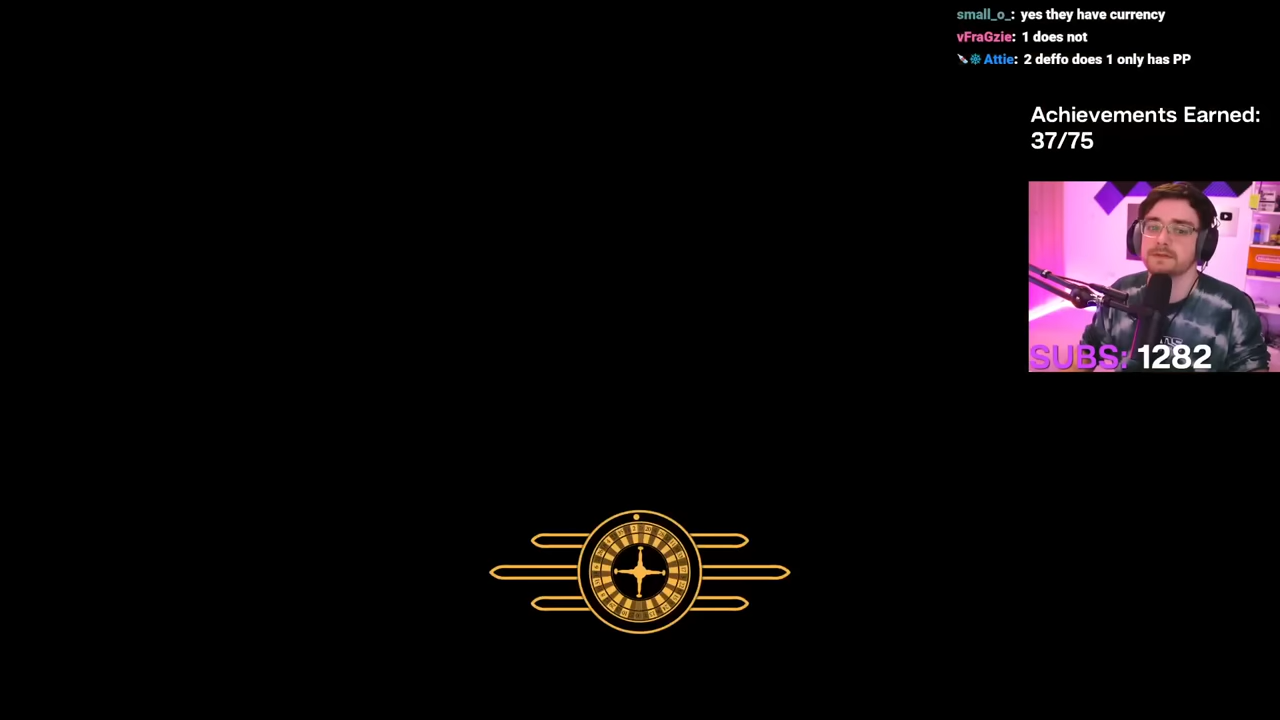 small_o_: yes they have currency
vFraGzie: 1 does not
Attie: 2 deffo does 1 only has PP
Achievements Earned:
37/75
SUBS: 1282